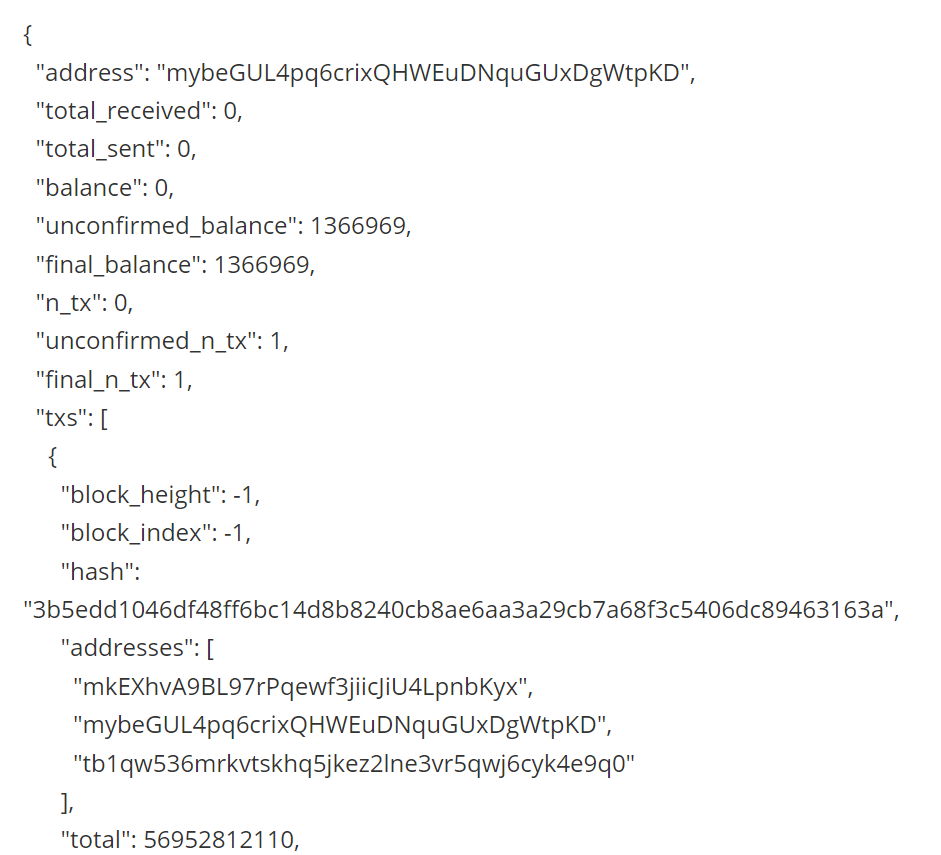 {
"address": "mybeGUL4pq6crixQHWEuDNquGUxDgWtpKD",
"total_received": 0,
"total_sent": 0,
"balance": 0,
"unconfirmed_balance": 1366969,
"final_balance": 1366969,
"n_tx": 0,
"unconfirmed_n_tx": 1,
"final_n_tx": 1,
"txs": [
{
"block_height": -1,
"block_index": -1,
"hash":
"3b5edd1046df48ff6bc14d8b8240cb8ae6aa3a29cb7a68f3c5406dc89463163a",
"addresses": [
"mkEXhvA9BL97rPqewf3jiicJiU4LpnbKyx",
"mybeGUL4pq6crixQHWEuDNquGUxDgWtpKD",
"tb1qw536mrkvtskhq5jkez2lne3vr5qwj6cyk4e9q0"
],
"total": 56952812110,